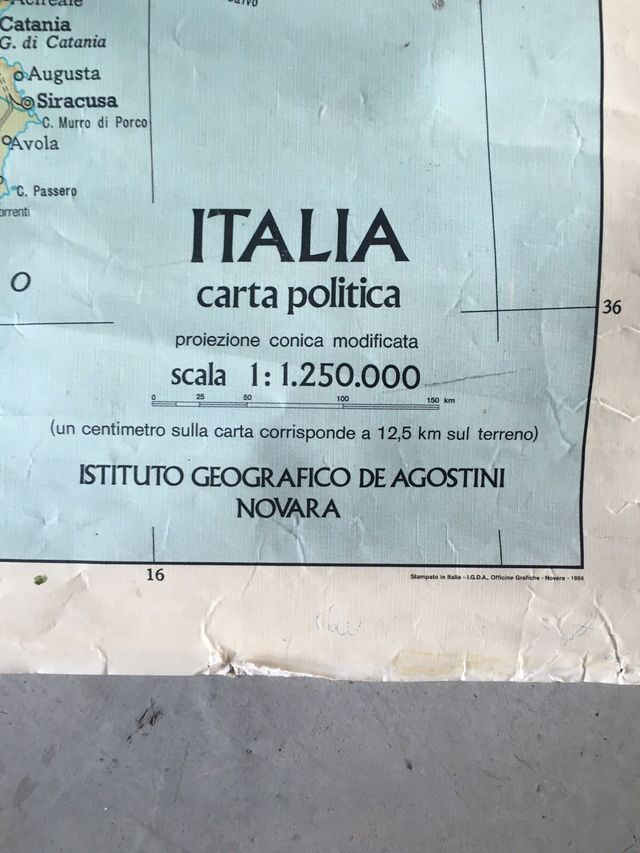 Acireale
Catania
G. di Catania
Augusta
Siracusa
C. Murro di Porco
Avola
C. Passero
orrenti
O
ITALIA
carta politica
36
proiezione conica modificata
scala 1: 1.250.000
0 25 50 100 150 km
(un centimetro sulla carta corrisponde a 12,5 km sul terreno)
ISTITUTO GEOGRAFICO DE AGOSTINI
NOVARA
16
Stampato in Italia - I.G.D.A., Officine Grafiche - Novara - 1984